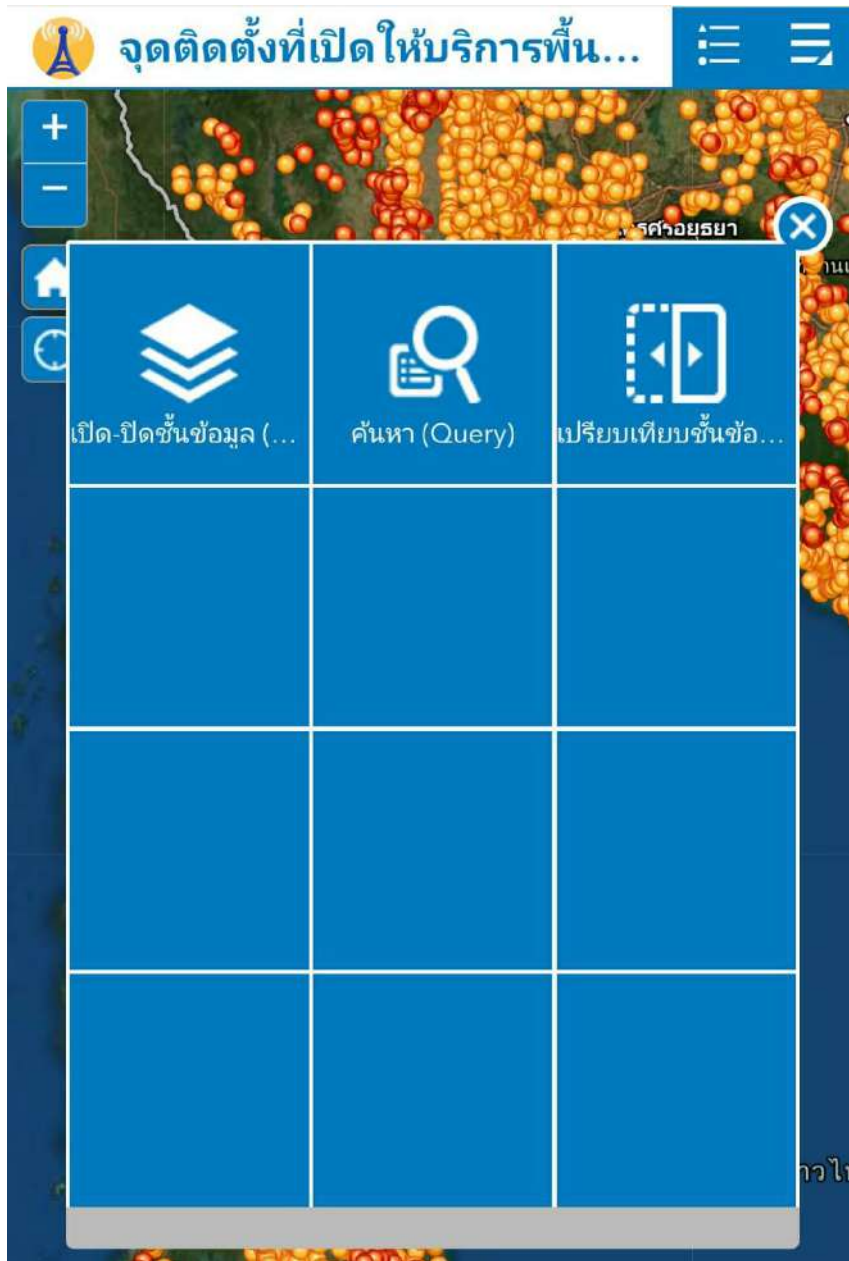 จุดติดตั้งที่เปิดให้บริการพื้น...
เปิด-ปิดชั้นข้อมูล (...
ค้นหา (Query)
เปรียบเทียบชั้นข้อ...